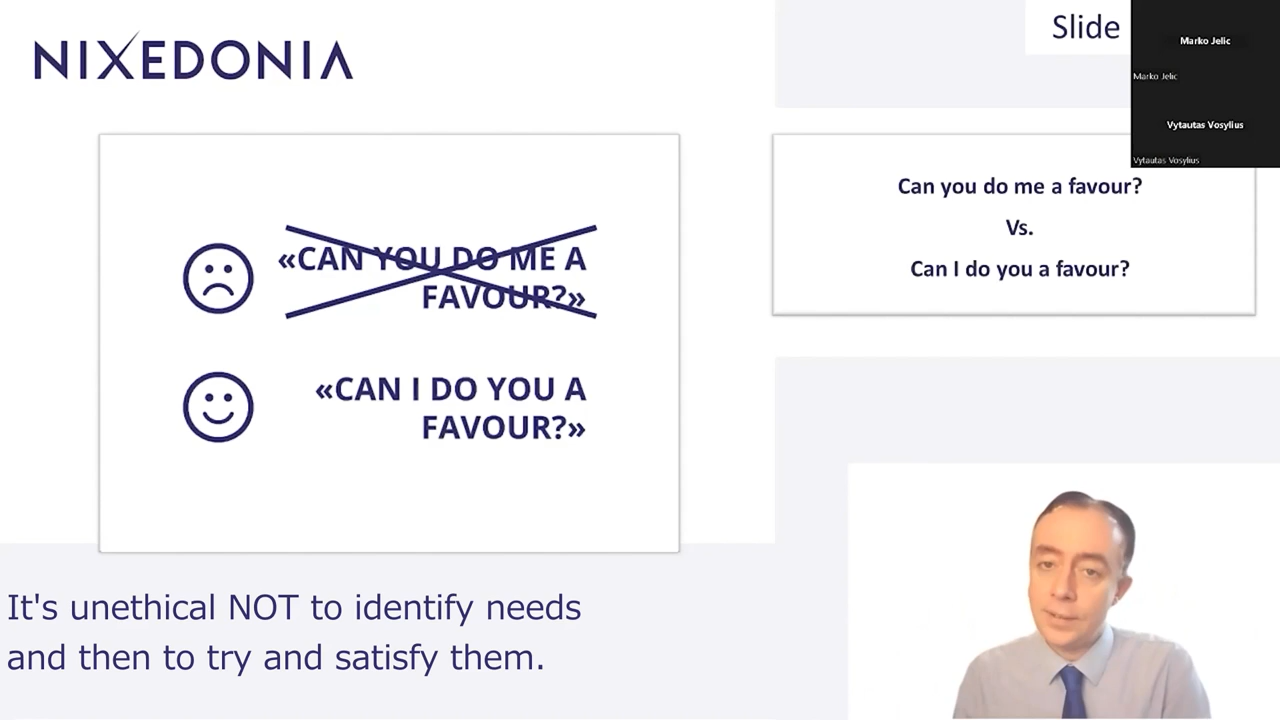 NIXEDONIA
Slide
Marko Jelic
Marko Jelic
Vytautas Vosylius
Vytautas Vosylius
«CAN YOU DO ME A
FAVOUR?»
«CAN I DO YOU A
FAVOUR?»
Can you do me a favour?
Vs.
Can I do you a favour?
It's unethical NOT to identify needs
and then to try and satisfy them.